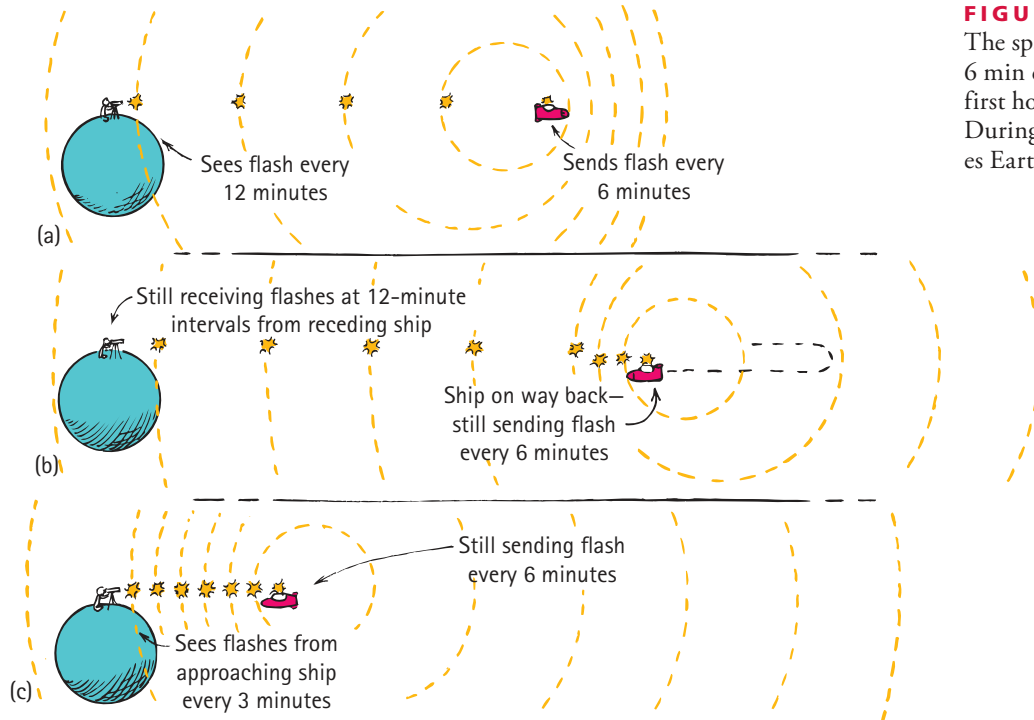 FIGU
The sp
6 min
first ho
During
es Eart
Sees flash every
12 minutes
Sends flash every
6 minutes
(a)
Still receiving flashes at 12-minute
intervals from receding ship
Ship on way back—
still sending flash
every 6 minutes
(b)
Still sending flash
every 6 minutes
Sees flashes from
approaching ship
every 3 minutes
(c)